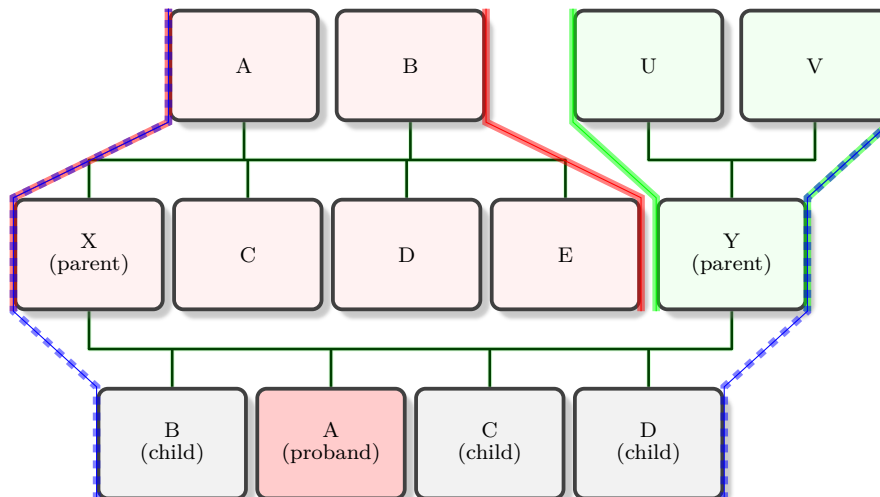 A
B
U
V
X
(parent)
C
D
E
Y
(parent)
B
(child)
A
(proband)
C
(child)
D
(child)